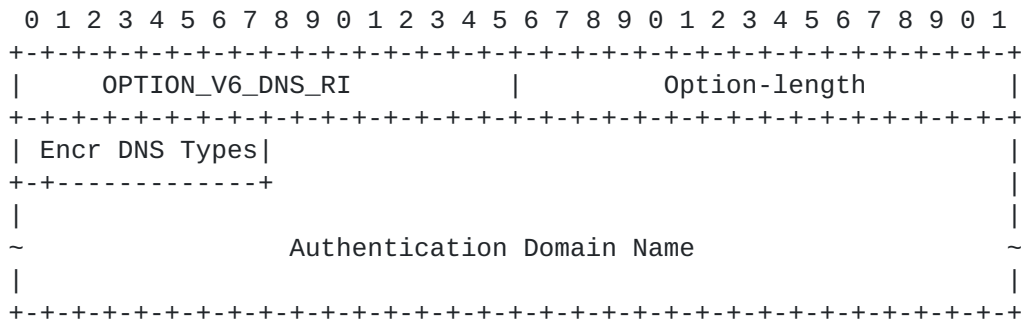 0 1 2 3 4 5 6 7 8 9 0 1 2 3 4 5 6 7 8 9 0 1 2 3 4 5 6 7 8 9 0 1
+-+-+-+-+-+-+-+-+-+-+-+-+-+-+-+-+-+-+-+-+-+-+-+-+-+-+-+-+-+-+-+-+
|     OPTION_V6_DNS_RI          |         Option-length         |
+-+-+-+-+-+-+-+-+-+-+-+-+-+-+-+-+-+-+-+-+-+-+-+-+-+-+-+-+-+-+-+-+
| Encr DNS Types|                                               |
+-+-------------+                                               |
|                                                               |
~                 Authentication Domain Name                    ~
|                                                               |
+-+-+-+-+-+-+-+-+-+-+-+-+-+-+-+-+-+-+-+-+-+-+-+-+-+-+-+-+-+-+-+-+